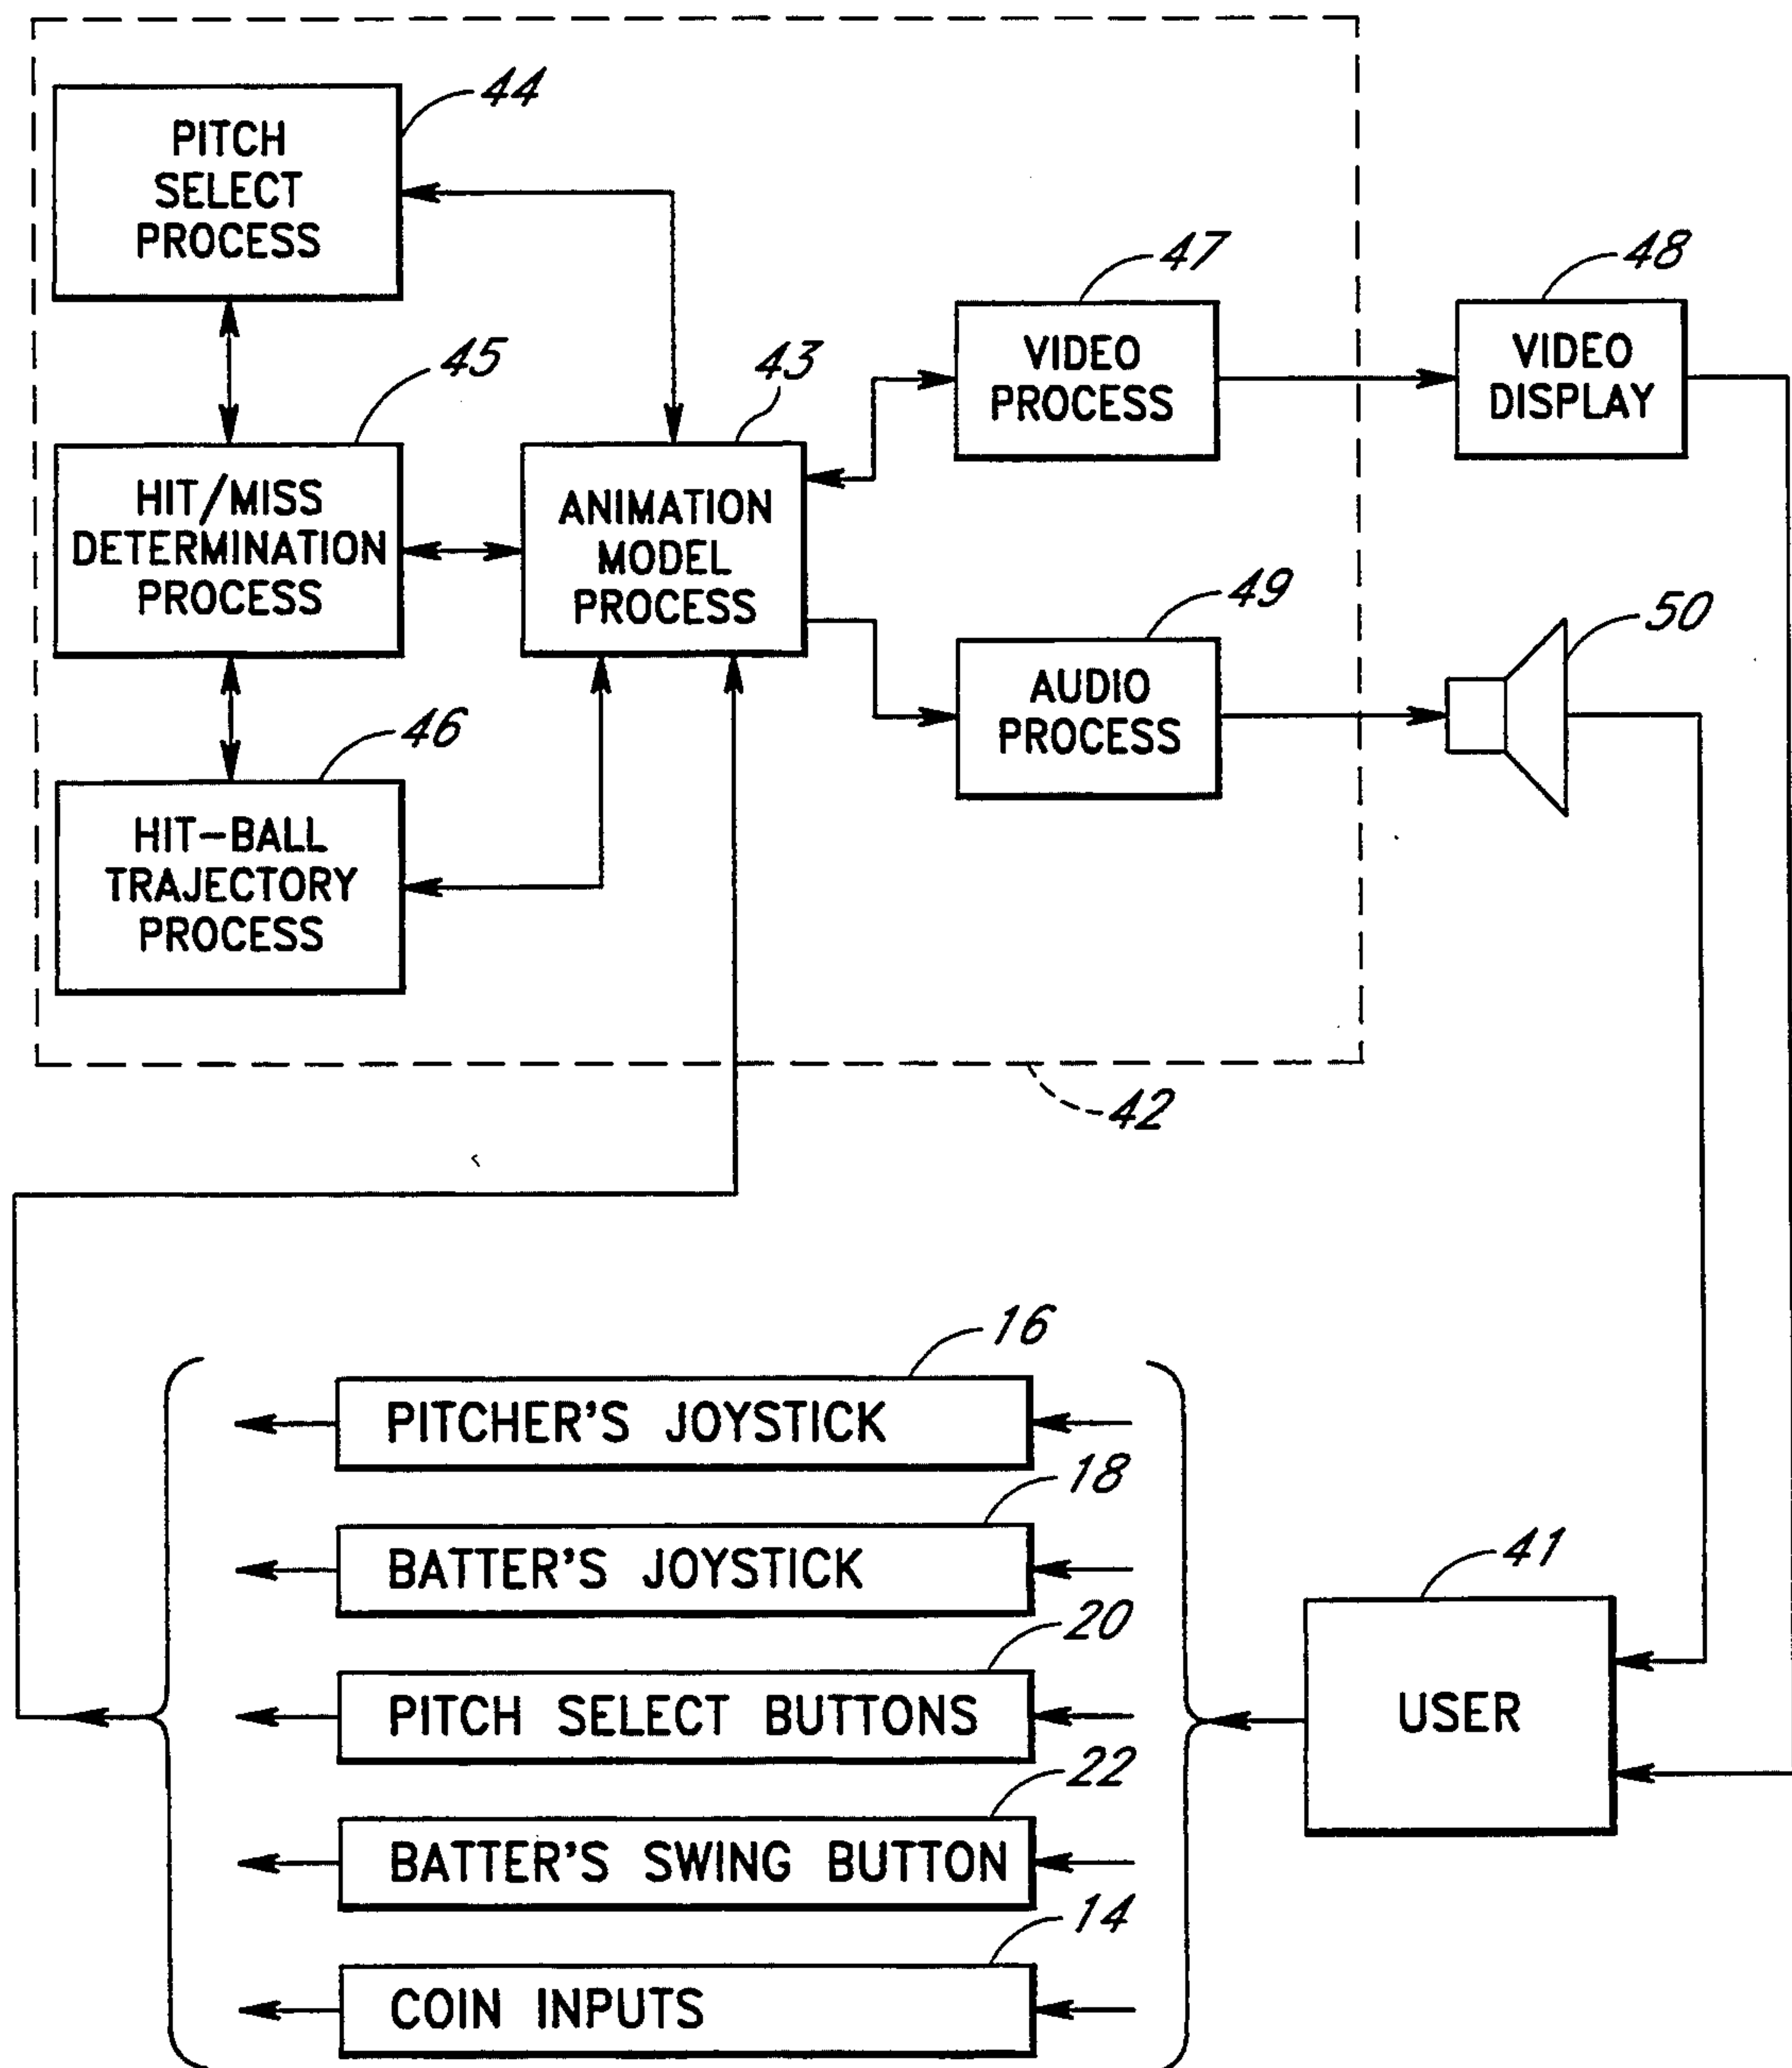 44
PITCH
SELECT
PROCESS
47
48
VIDEO
PROCESS
VIDEO
DISPLAY
45
43
HIT/MISS
DETERMINATION
PROCESS
ANIMATION
MODEL
PROCESS
49
50
AUDIO
PROCESS
46
HIT-BALL
TRAJECTORY
PROCESS
42
16
PITCHER'S JOYSTICK
18
BATTER'S JOYSTICK
41
20
PITCH SELECT BUTTONS
USER
22
BATTER'S SWING BUTTON
14
COIN INPUTS